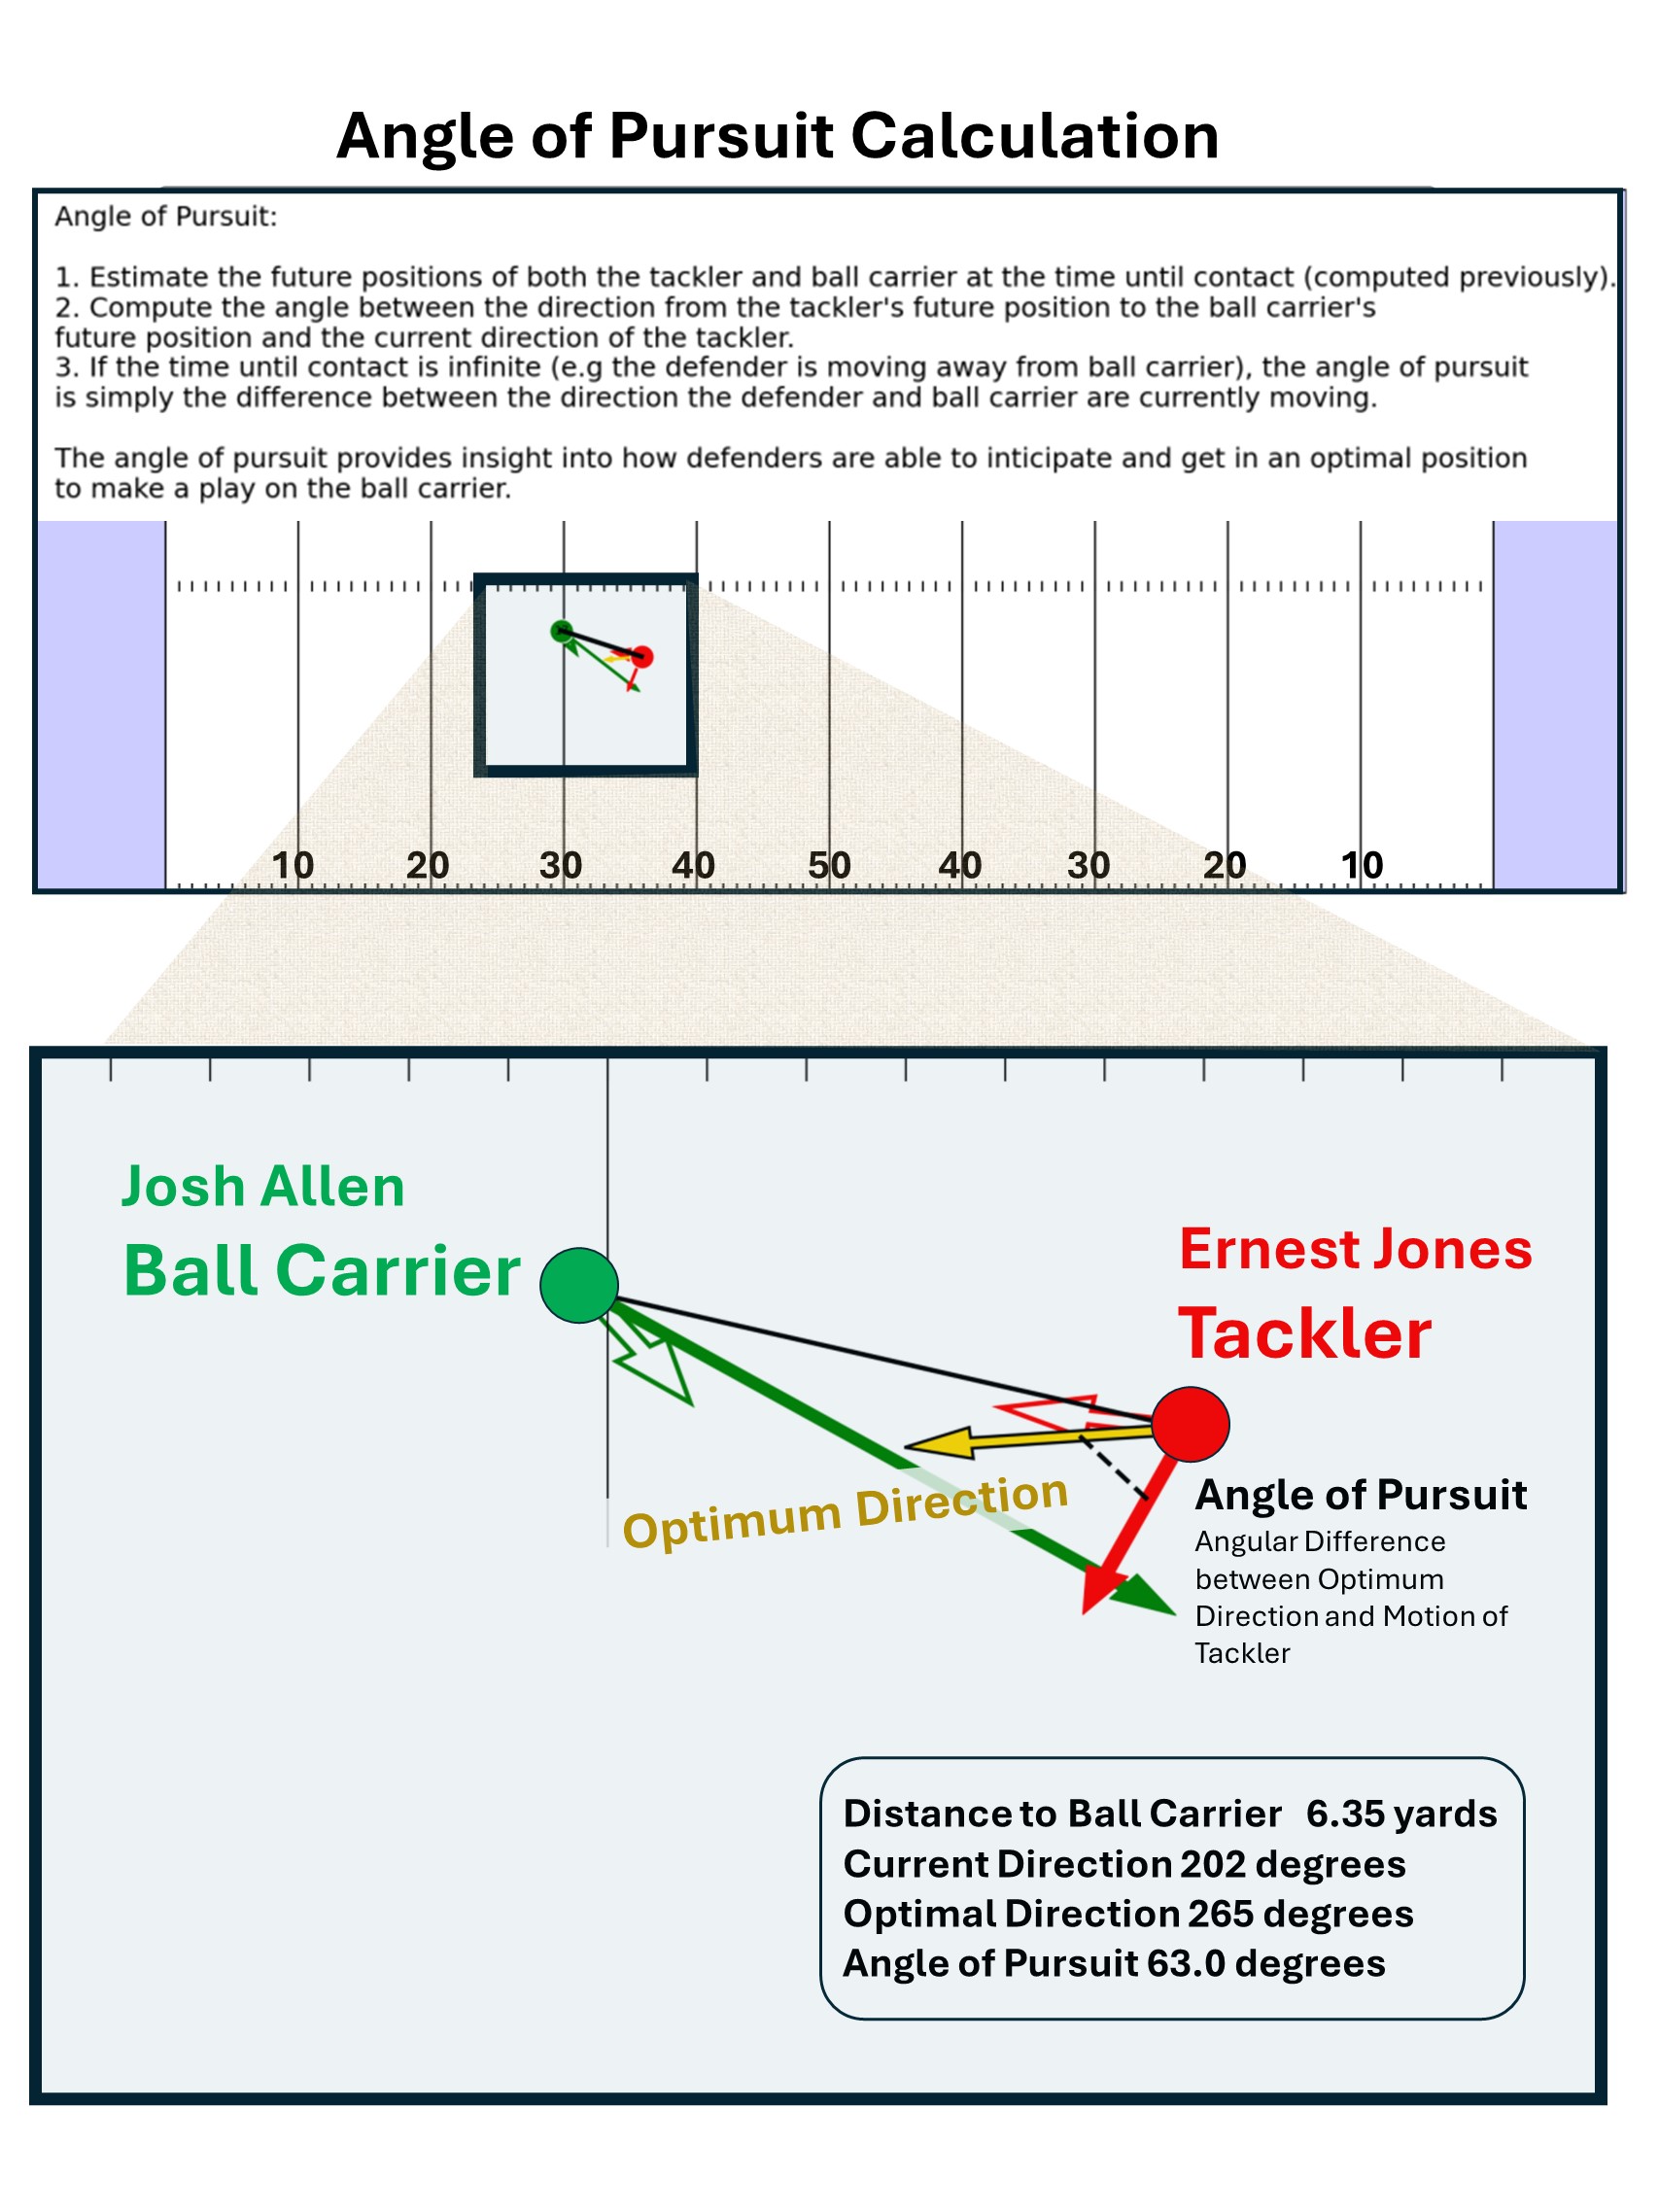 Angle of Pursuit Calculation
Angle of Pursuit:
1. Estimate the future positions of both the tackler and ball carrier at the time until contact (computed previously).
2. Compute the angle between the direction from the tackler's future position to the ball carrier's
future position and the current direction of the tackler.
3. If the time until contact is infinite (e.g the defender is moving away from ball carrier), the angle of pursuit
is simply the difference between the direction the defender and ball carrier are currently moving.
The angle of pursuit provides insight into how defenders are able to inticipate and get in an optimal position
to make a play on the ball carrier.
10 20 30 40 50 40 30 20 10
Josh Allen
Ball Carrier
Ernest Jones
Tackler
Optimum Direction
Angle of Pursuit
Angular Difference
between Optimum
Direction and Motion of
Tackler
Distance to Ball Carrier 6.35 yards
Current Direction 202 degrees
Optimal Direction 265 degrees
Angle of Pursuit 63.0 degrees